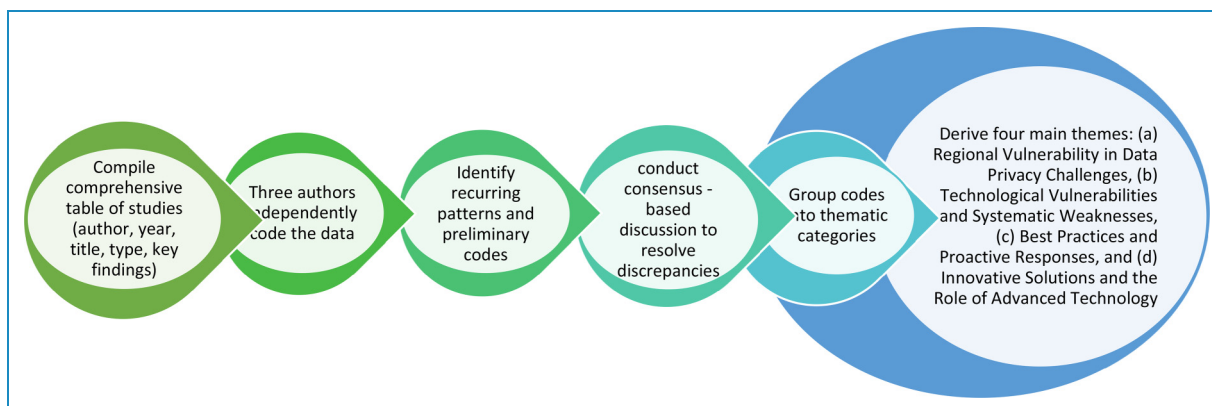 Compile
comprehensive
table of studies
(author, year,
title, type, key
findings)
Three authors
ndependently
code the data
Identify
recurring
patterns and
preliminary
codes
conduct
consensus -
based
discussion to
resolve
discrepancies
Group codes
nto thematic
categories
Derive four main themes: (a)
Regional Vulnerability in Data
Privacy Challenges, (b)
Technological Vulnerabilities
and Systematic Weaknesses,
(c) Best Practices and
Proactive Responses, and (d)
Innovative Solutions and the
Role of Advanced Technology